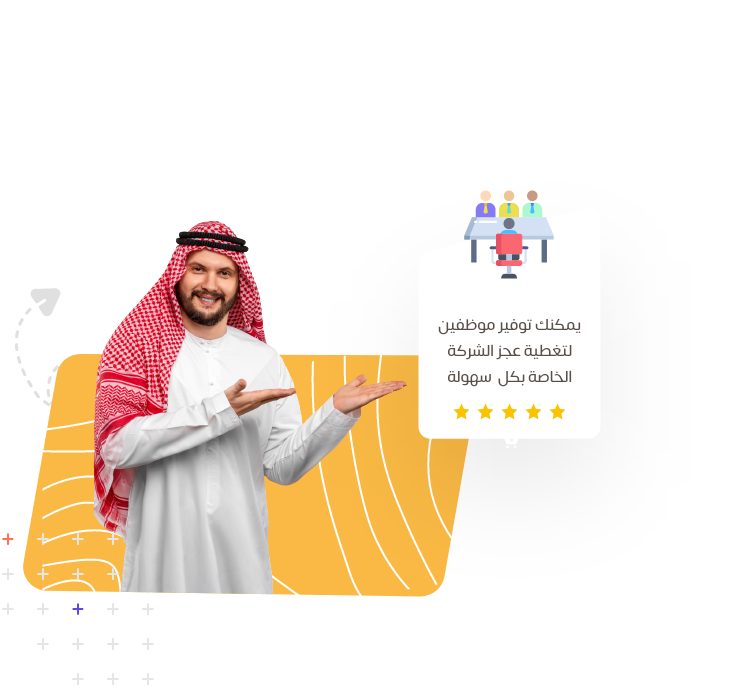 يمكنك توفير موظفين
لتغطية عجز الشركة
الخاصة بكل سهولة